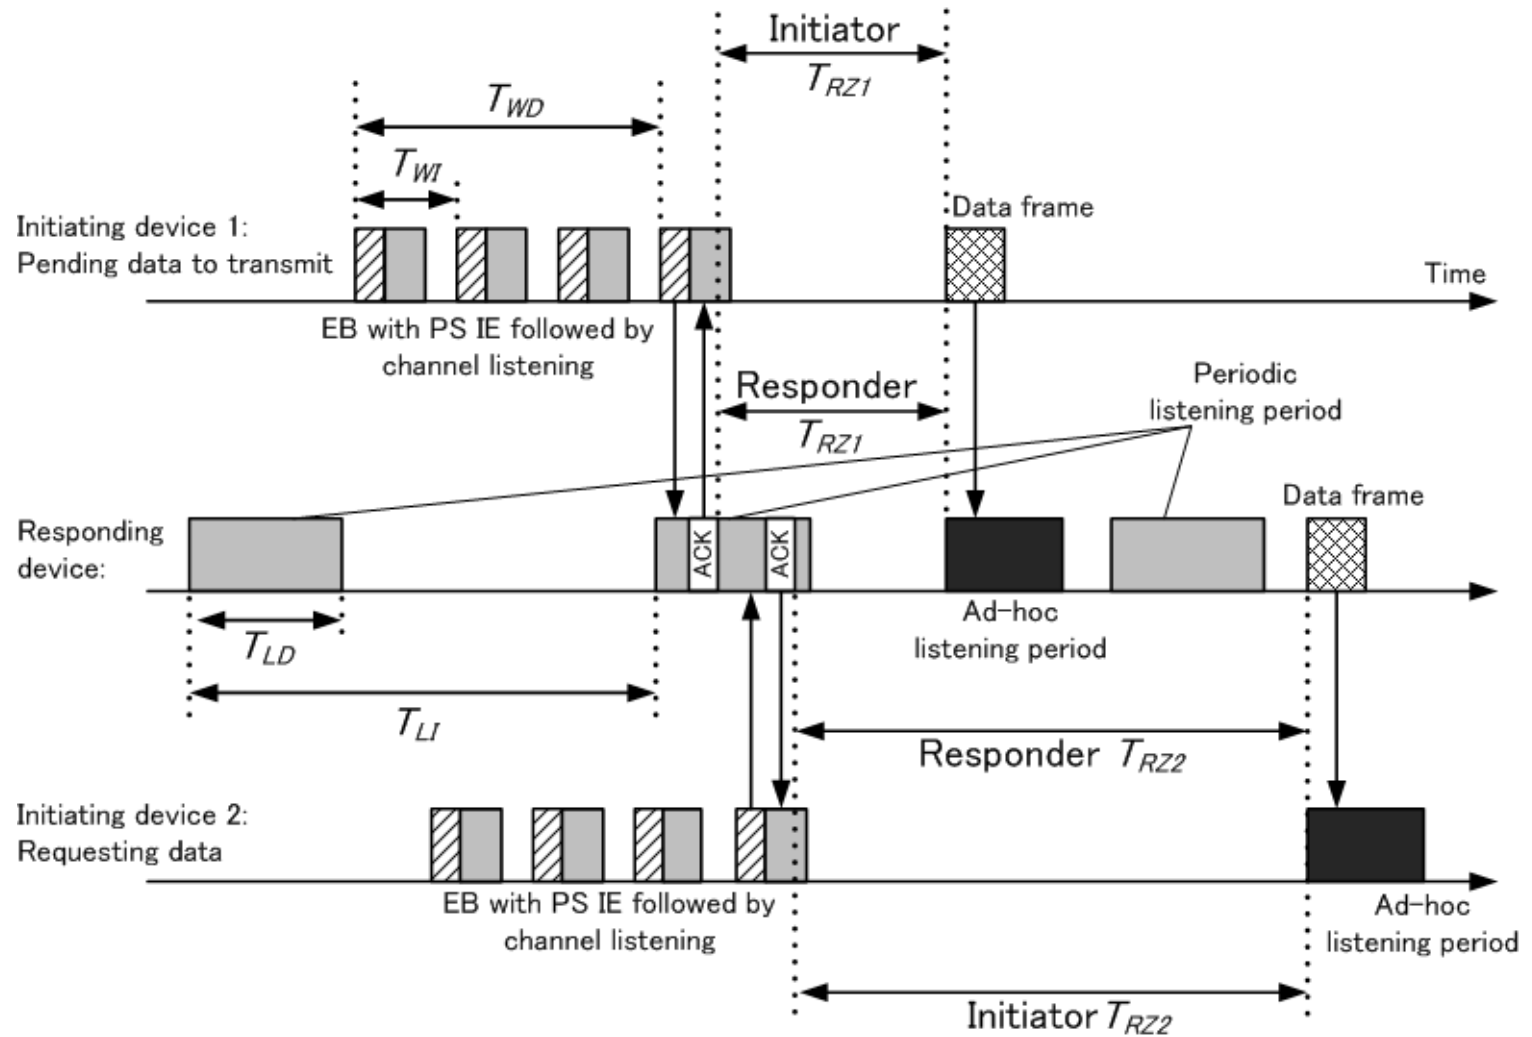 Initiator
T_RZ1
T_WD
T_WI
Data frame
Initiating device 1:
Pending data to transmit
Time
EB with PS IE followed by
channel listening
Responder
T_RZ1
Periodic
listening period
Data frame
Responding
device:
ACK
ACK
Ad-hoc
listening period
T_LD
T_LI
Responder T_RZ2
Initiating device 2:
Requesting data
EB with PS IE followed by
channel listening
Ad-hoc
listening period
Initiator T_RZ2